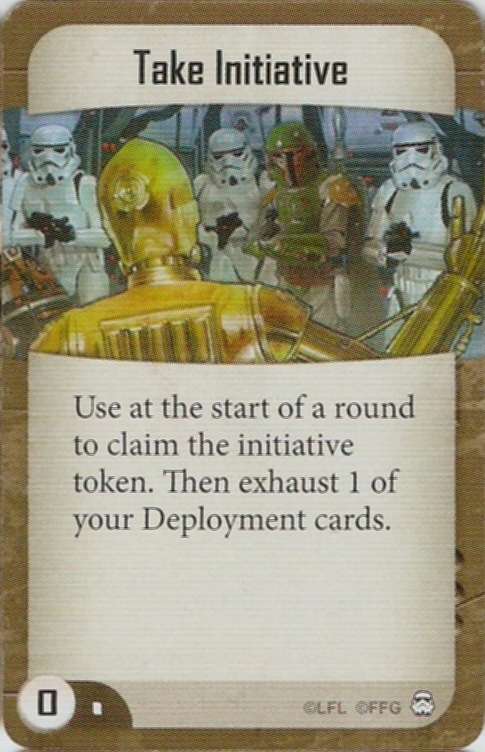 Take Initiative
Use at the start of a round
to claim the initiative
token. Then exhaust 1 of
your Deployment cards.
0
©LFL ©FFG